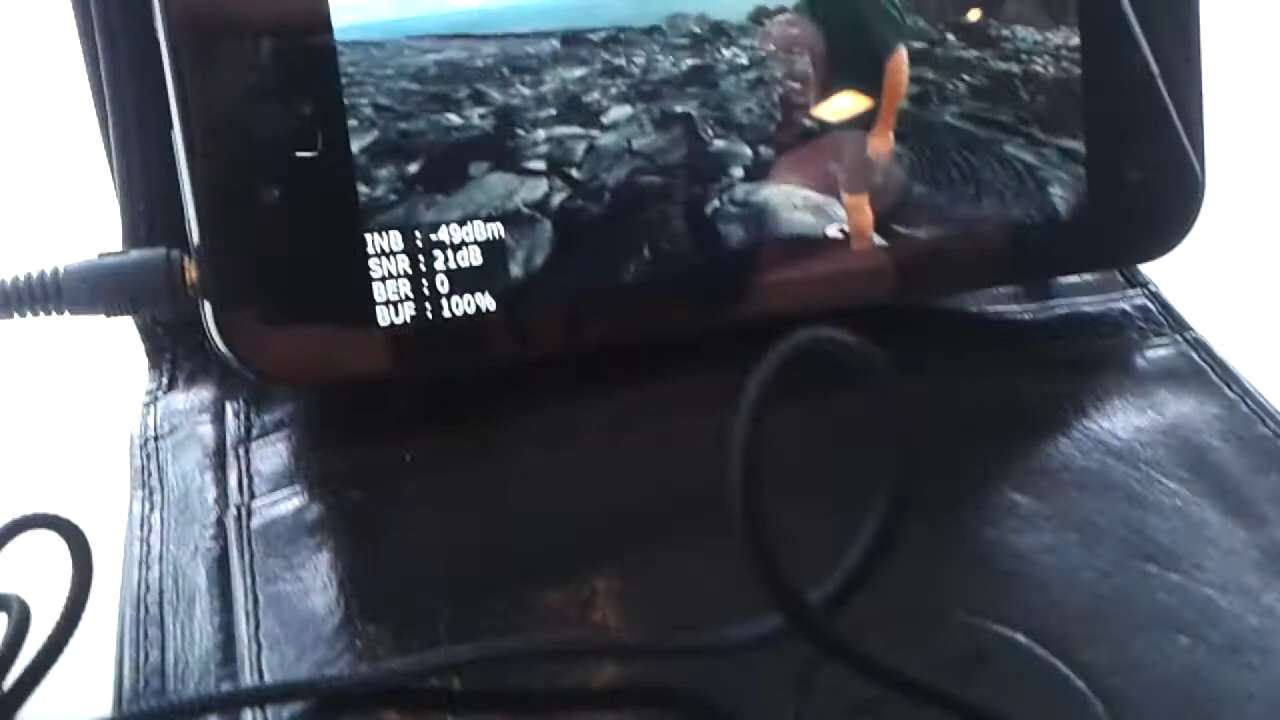 INB : -49dBm
SNR : 21dB
BER : 0
BUF : 100%